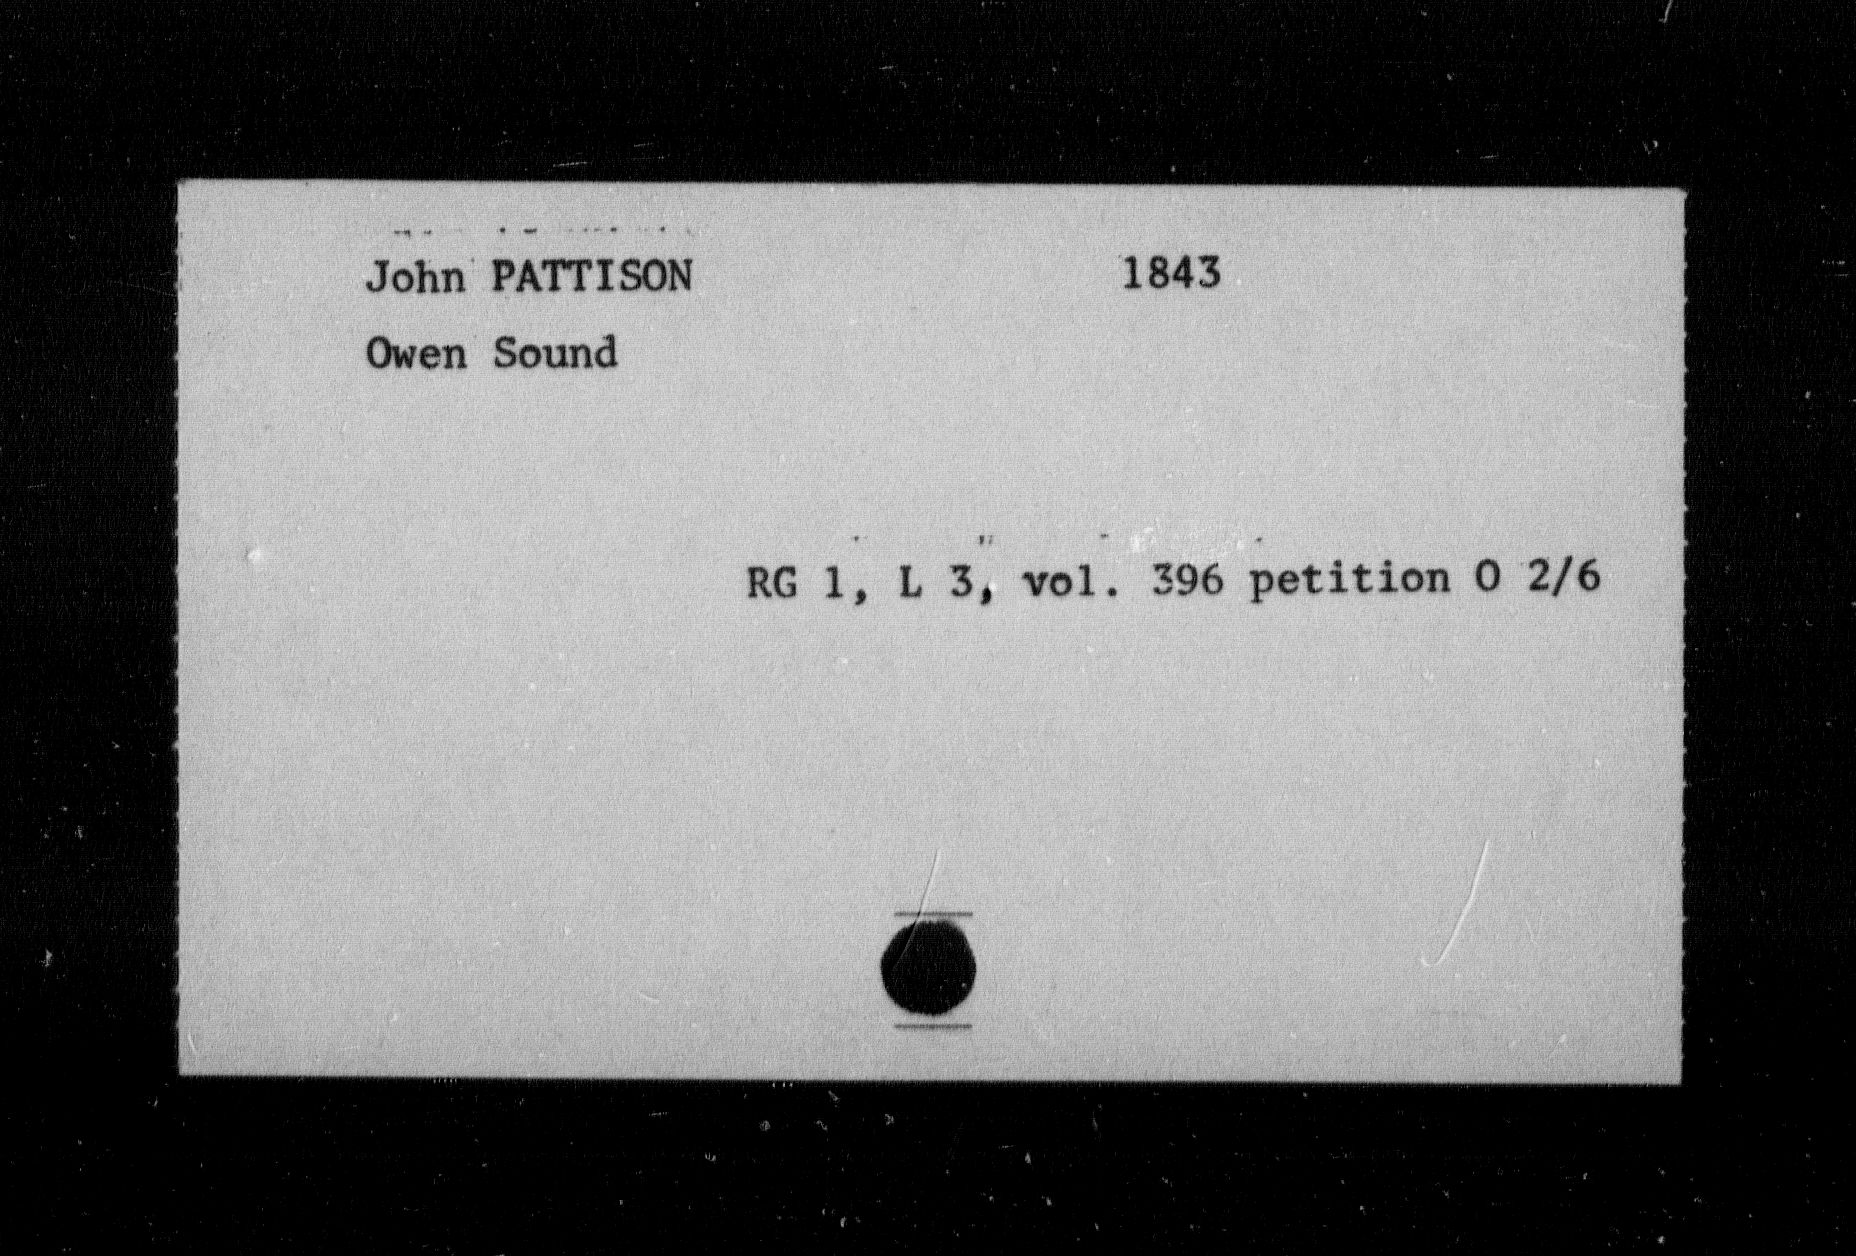 John PATTISON 1843
Owen Sound
RG 1, L 3, vol. 396 petition O 2/6